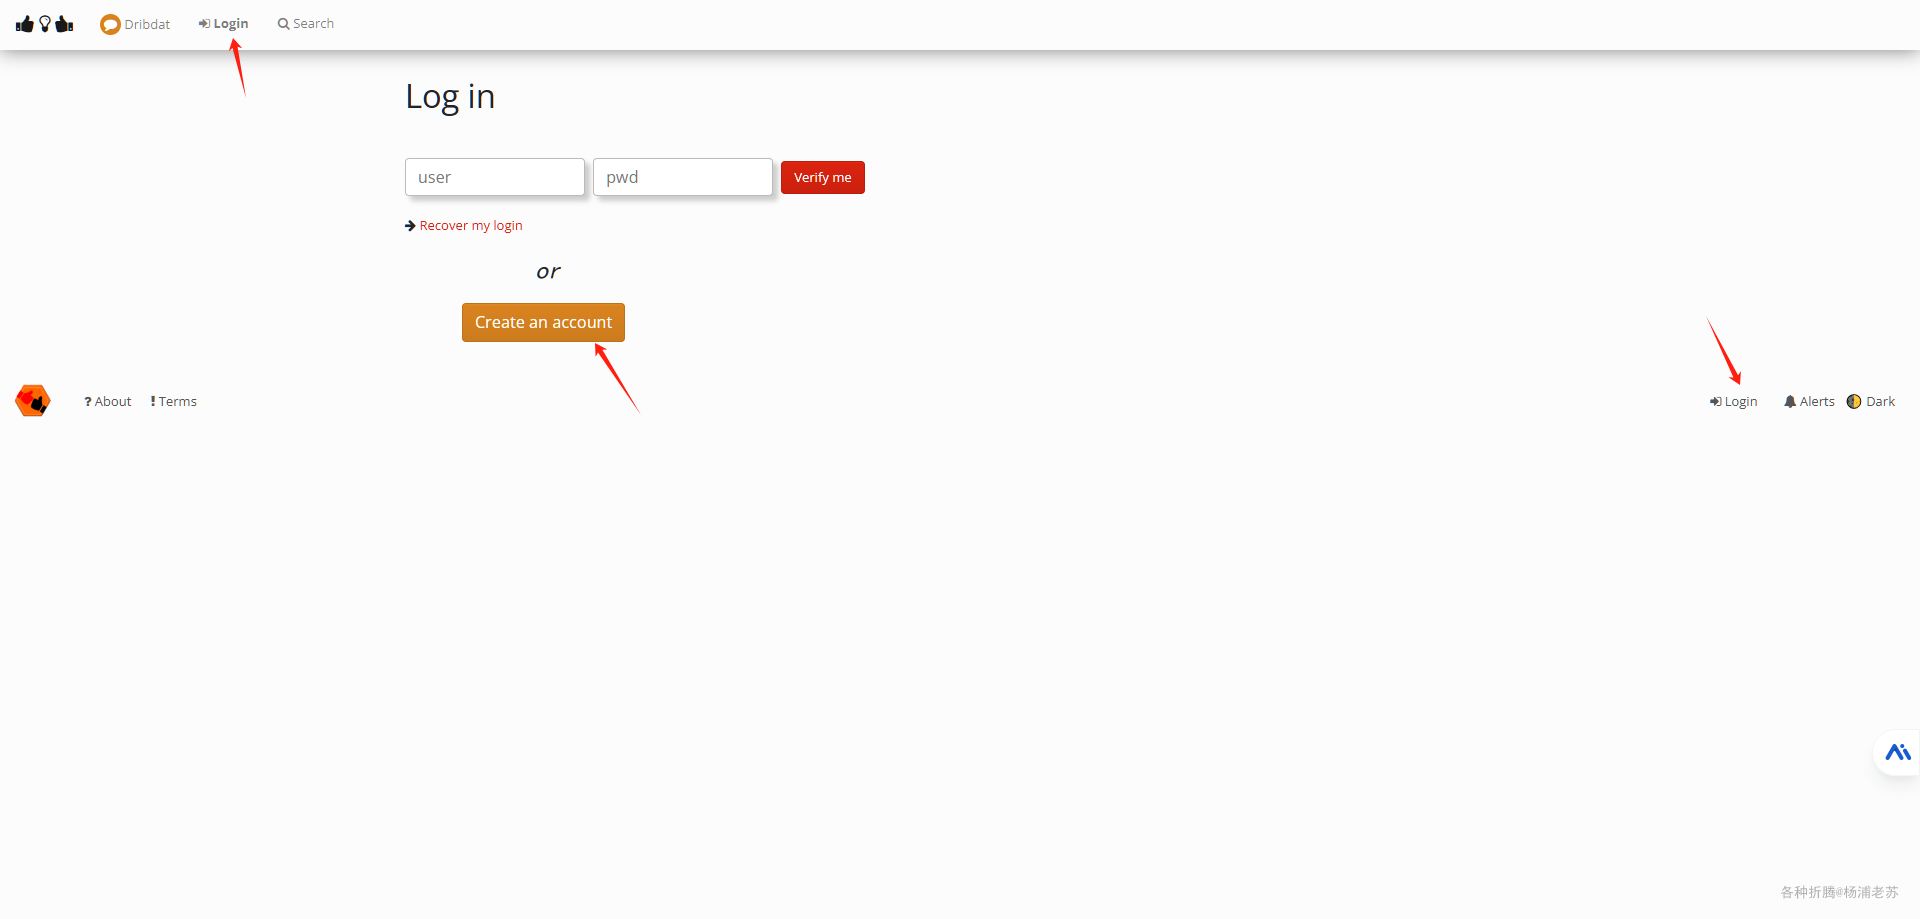 Dribdat Login Search
Log in
user pwd Verify me
Recover my login
or
Create an account
? About ! Terms Login Alerts Dark
各种折腾@杨浦老苏